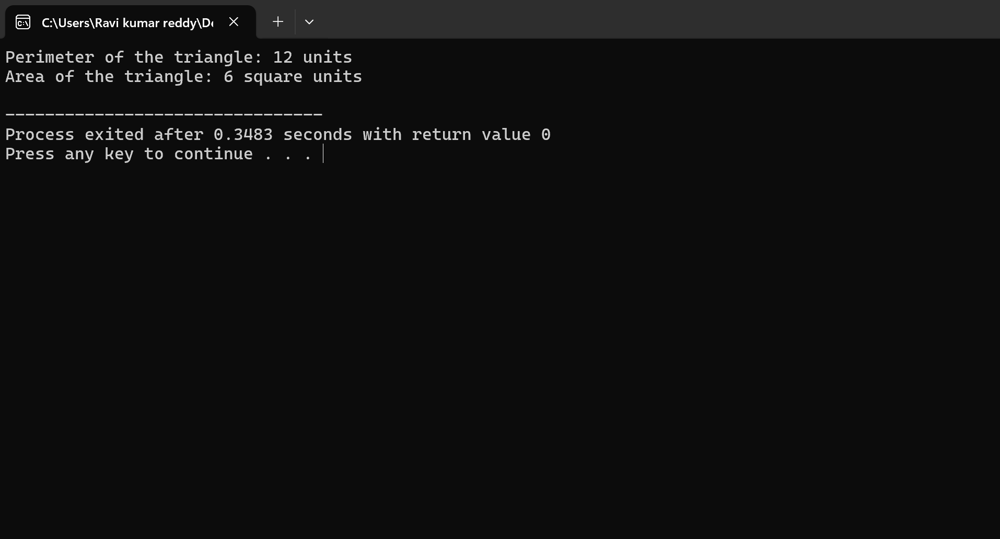 C:\Users\Ravi kumar reddy\De
Perimeter of the triangle: 12 units
Area of the triangle: 6 square units
--------------------------------
Process exited after 0.3483 seconds with return value 0
Press any key to continue . . .